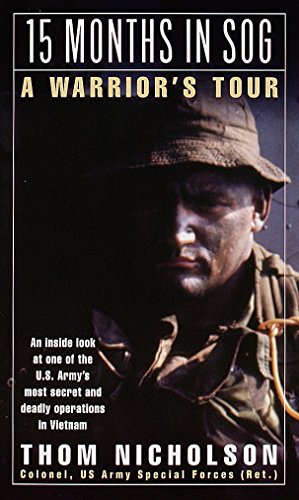 15 MONTHS IN SOG
A WARRIOR'S TOUR
An inside look
at one of the
U.S. Army's
most secret and
deadly operations
in Vietnam
THOM NICHOLSON
Colonel, US Army Special Forces (Ret.)